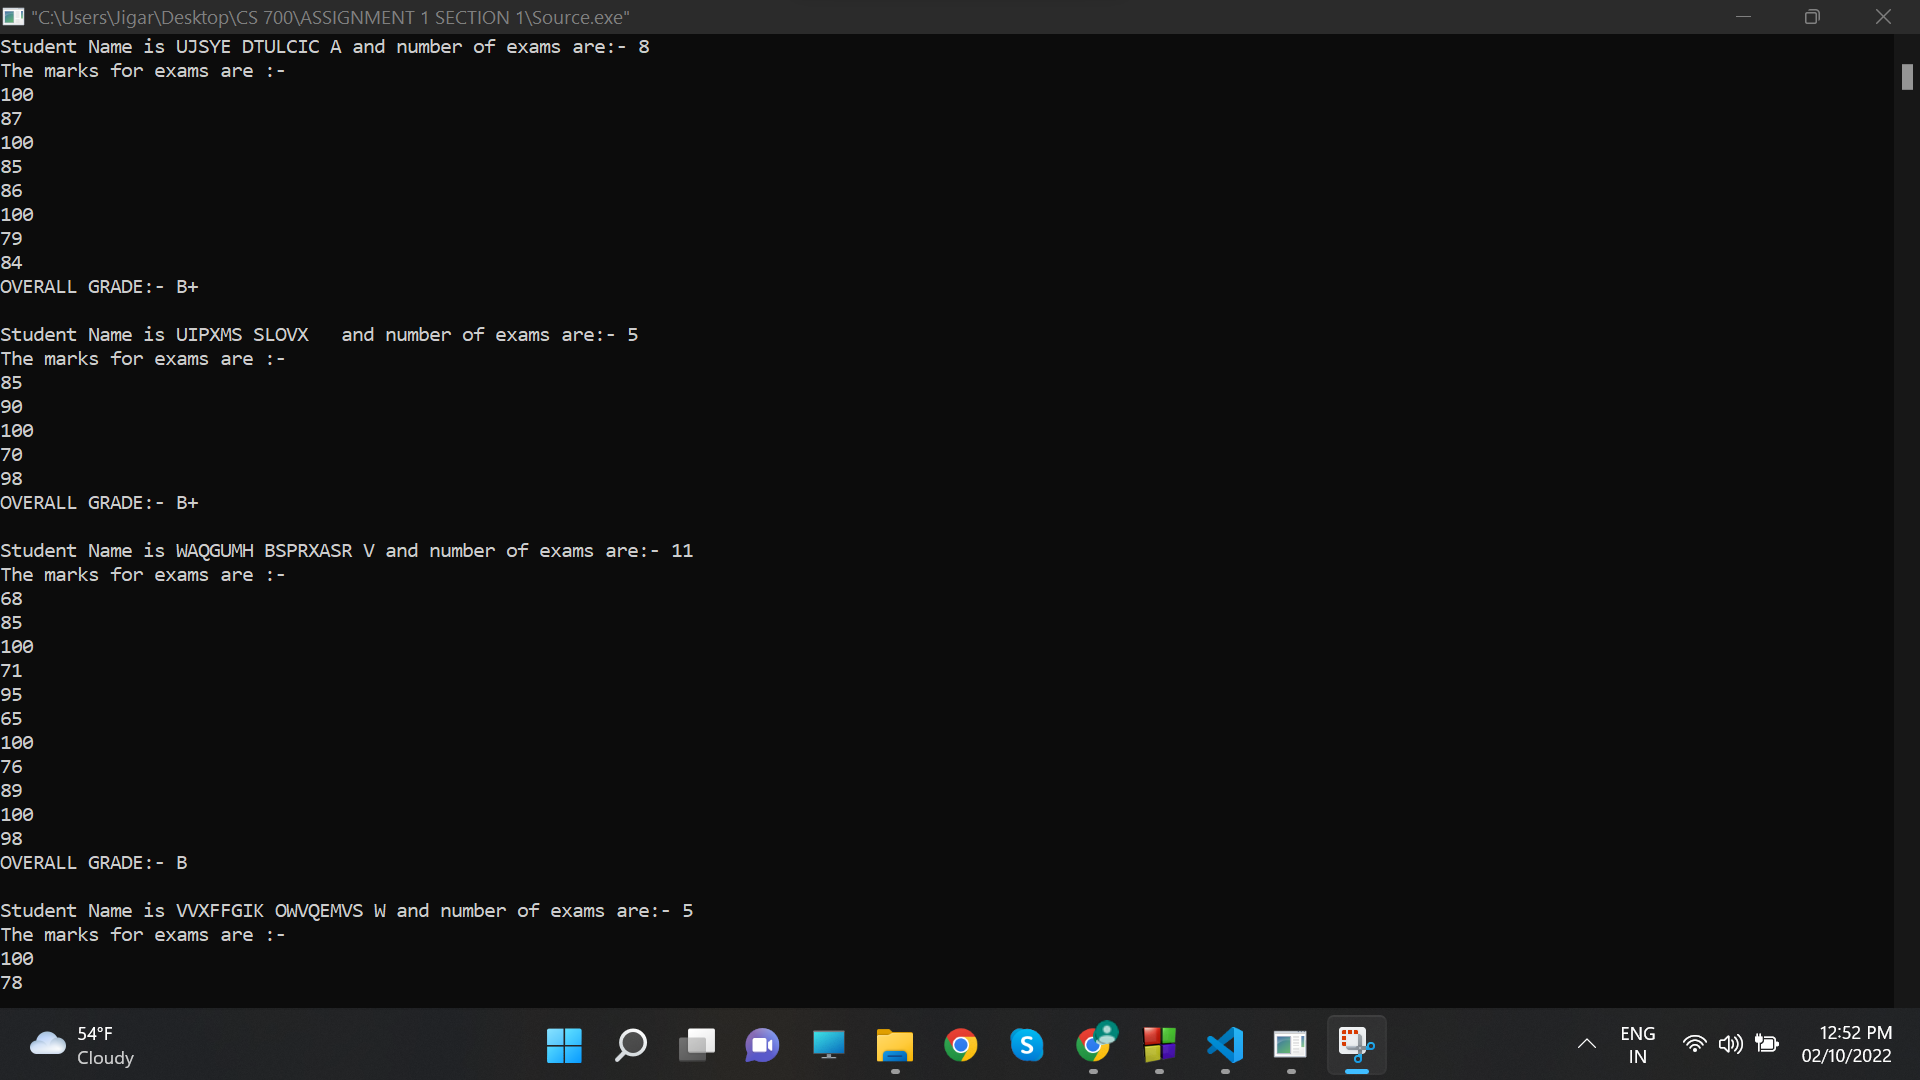 "C:\Users\Jigar\Desktop\CS 700\ASSIGNMENT 1 SECTION 1\Source.exe"
Student Name is UJSYE DTULCIC A and number of exams are:- 8
The marks for exams are :-
100
87
100
85
86
100
79
84
OVERALL GRADE:- B+
Student Name is UIPXMS SLOVX   and number of exams are:- 5
The marks for exams are :-
85
90
100
70
98
OVERALL GRADE:- B+
Student Name is WAQGUMH BSPRXASR V and number of exams are:- 11
The marks for exams are :-
68
85
100
71
95
65
100
76
89
100
98
OVERALL GRADE:- B
Student Name is VVXFFGIK OWVQEMVS W and number of exams are:- 5
The marks for exams are :-
100
78
54°F
Cloudy
S
ENG
IN
12:52 PM
02/10/2022